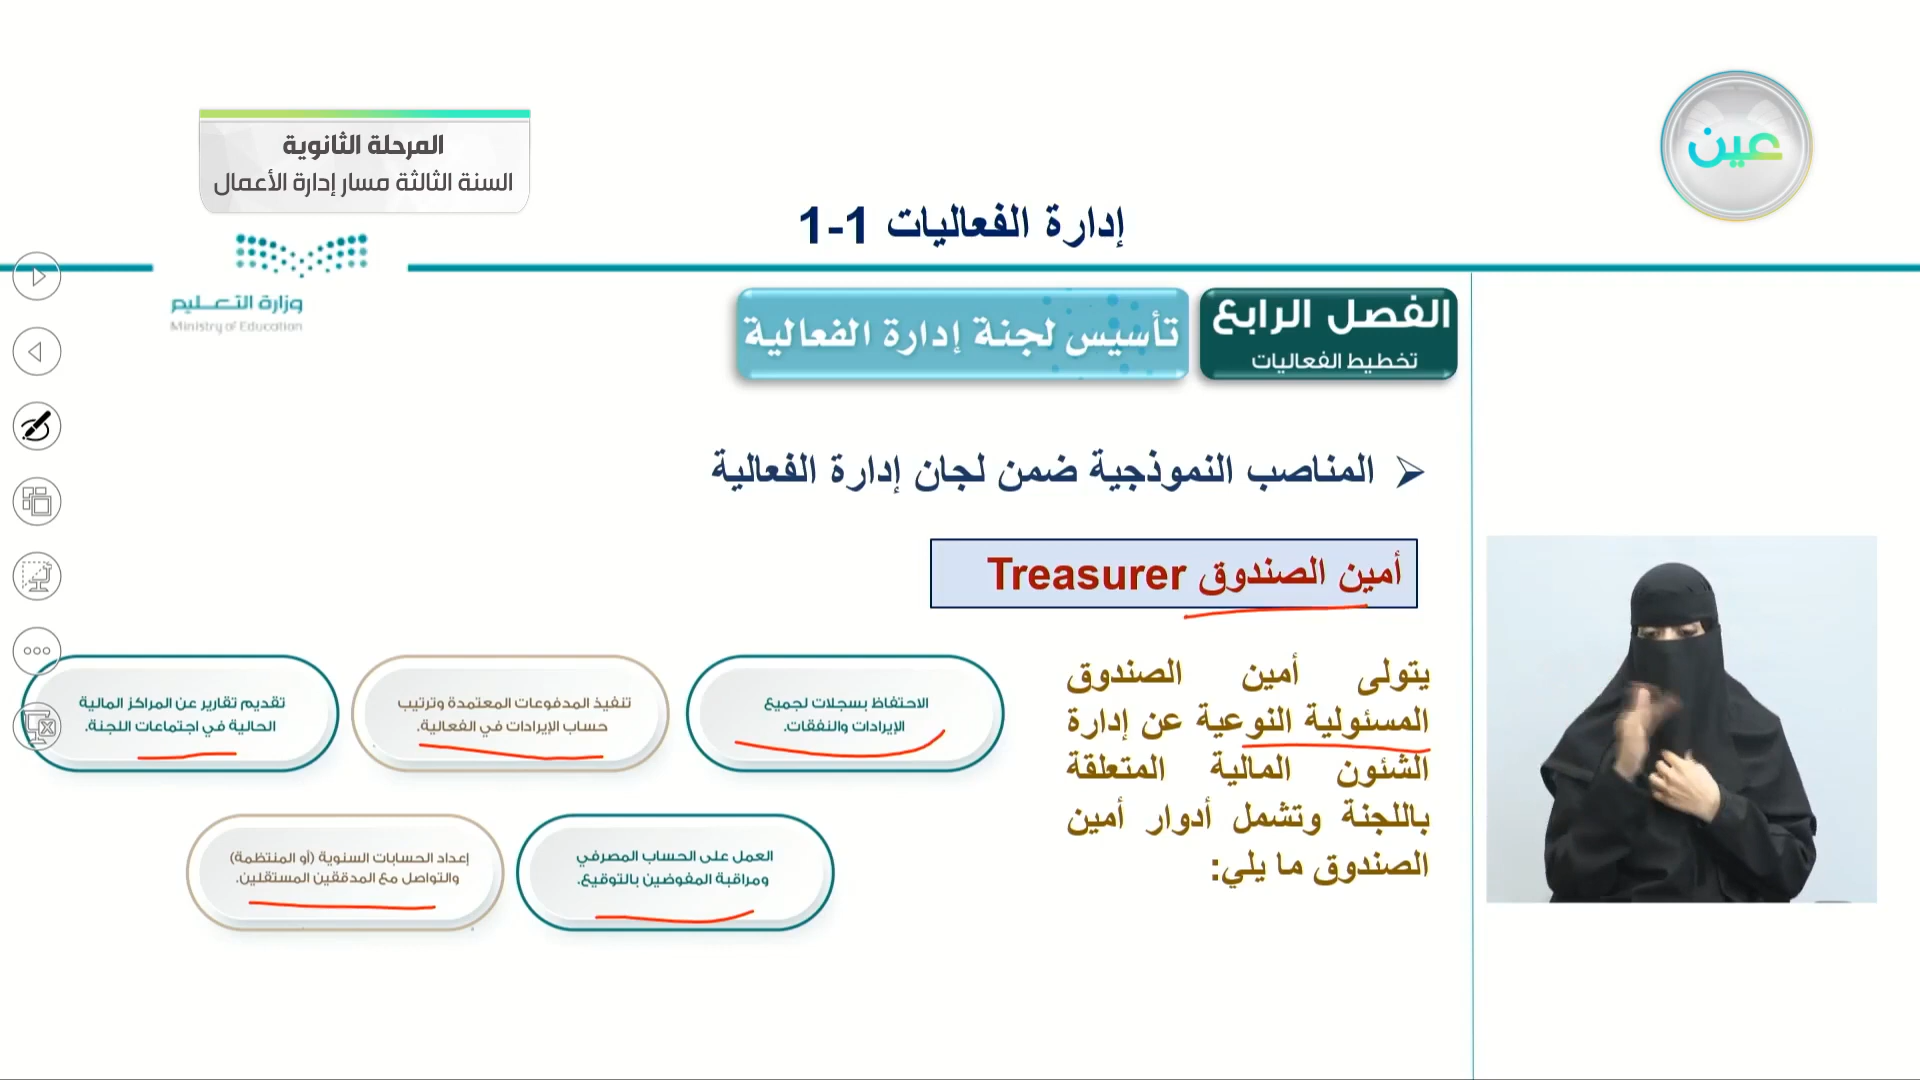 المرحلة الثانوية
السنة الثالثة مسار إدارة الأعمال
عين
إدارة الفعاليات 1-1
وزارة التعليم
Ministry of Education
الفصل الرابع
تخطيط الفعاليات
تأسيس لجنة إدارة الفعالية
المناصب النموذجية ضمن لجان إدارة الفعالية
أمين الصندوق Treasurer
يتولى أمين الصندوق
المسئولية النوعية عن إدارة
الشئون المالية المتعلقة
باللجنة وتشمل أدوار أمين
الصندوق ما يلي:
الاحتفاظ بسجلات لجميع
الإيرادات والنفقات.
تنفيذ المدفوعات المعتمدة وترتيب
حساب الإيرادات في الفعالية.
تقديم تقارير عن المراكز المالية
الحالية في اجتماعات اللجنة.
العمل على الحساب المصرفي
ومراقبة المفوضين بالتوقيع.
إعداد الحسابات السنوية (أو المنتظمة)
والتواصل مع المدققين المستقلين.